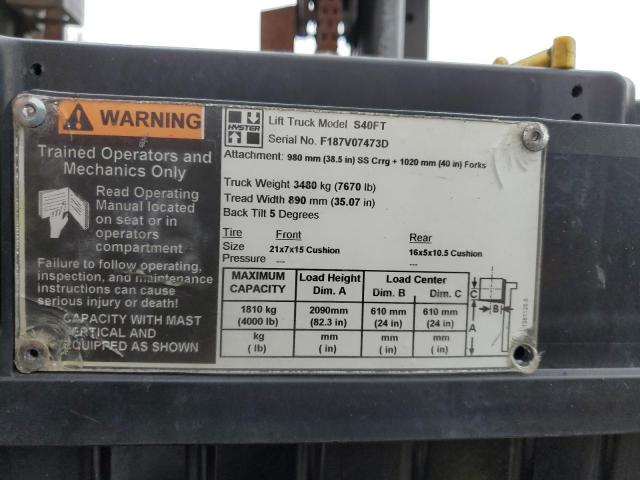 WARNING
Trained Operators and
Mechanics Only
Read Operating
Manual located
on seat or in
operators
compartment
Failure to follow operating,
inspection, and maintenance
instructions can cause
serious injury or death!
CAPACITY WITH MAST
VERTICAL AND
EQUIPPED AS SHOWN
HYSTER
Lift Truck Model S40FT
Serial No. F187V07473D
Attachment: 980 mm (38.5 in) SS Crrg + 1020 mm (40 in) Forks
Truck Weight 3480 kg (7670 lb)
Tread Width 890 mm (35.07 in)
Back Tilt 5 Degrees
Tire Front Rear
Size 21x7x15 Cushion 16x5x10.5 Cushion
Pressure --- ---
MAXIMUM CAPACITY Load Height Dim. A Load Center Dim. B Dim. C
1810 kg 2090mm 610 mm 610 mm
(4000 lb) (82.3 in) (24 in) (24 in)
kg mm mm mm
( lb) ( in) ( in) ( in)
C
B
A